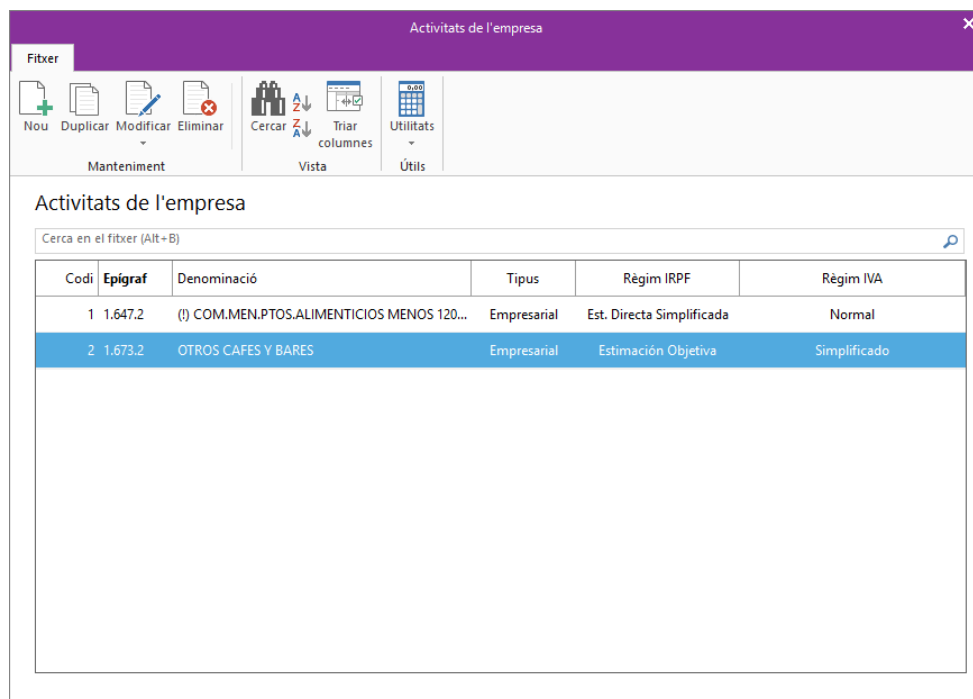 Activitats de l'empresa
Fitxer
Nou Duplicar Modificar Eliminar Cercar Triar columnes Utilitats
Manteniment Vista Útils
Activitats de l'empresa
Cerca en el fitxer (Alt+B)
Codi Epígraf Denominació Tipus Règim IRPF Règim IVA
1 1.647.2 (!) COM.MEN.PTOS.ALIMENTICIOS MENOS 120... Empresarial Est. Directa Simplificada Normal
2 1.673.2 OTROS CAFES Y BARES Empresarial Estimación Objetiva Simplificado